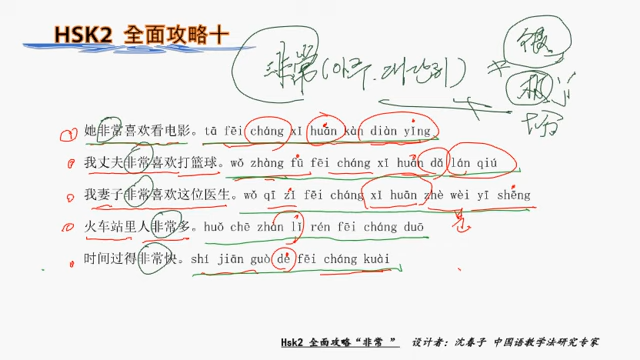 HSK2 全面攻略十
非常(아주. 대단히)
很
她非常喜欢看电影。tā fēi cháng xǐ huān kàn diàn yǐng
我丈夫非常喜欢打篮球。wǒ zhàng fū fēi cháng xǐ huān dǎ lán qiú
我妻子非常喜欢这位医生。wǒ qī zǐ fēi cháng xǐ huān zhè wèi yī shēng
火车站里人非常多。huǒ chē zhàn lǐ rén fēi cháng duō
时间过得非常快。shí jiān guò dé fēi cháng kuài
Hsk2 全面攻略“非常 ” 设计者: 沈春子 中国语教学法研究专家